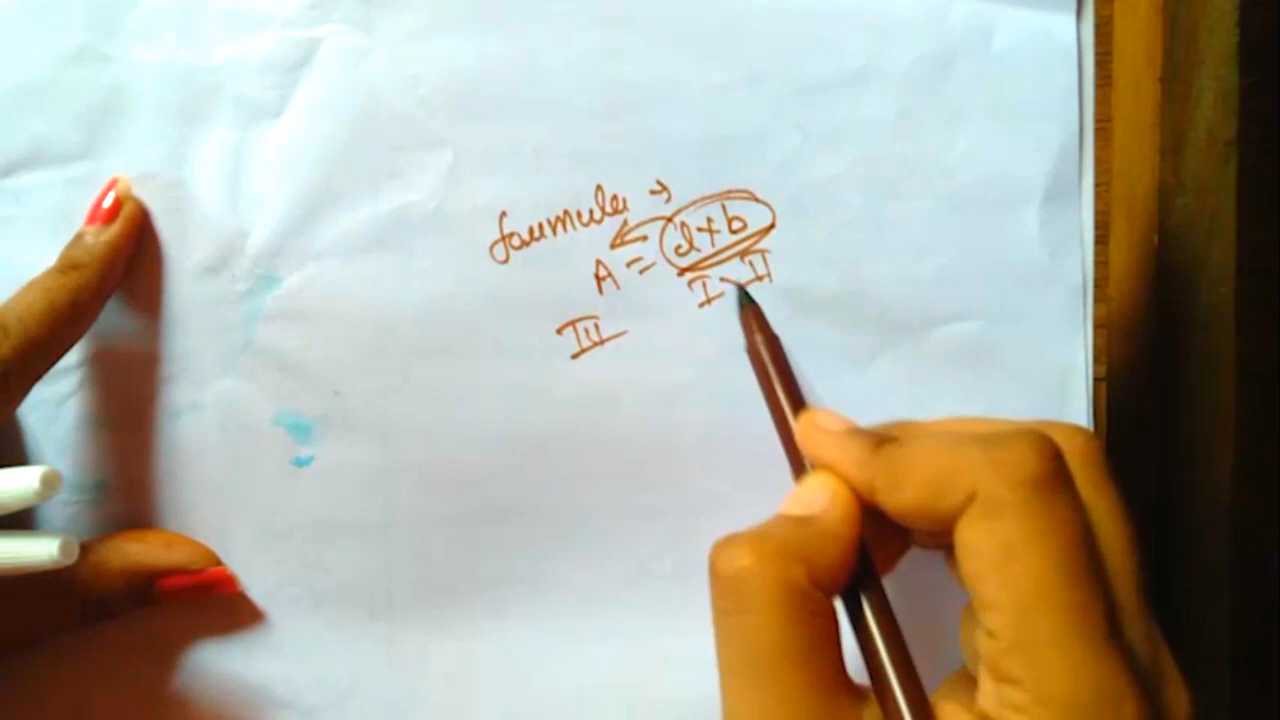 formula →
A = l×b
I × II
III